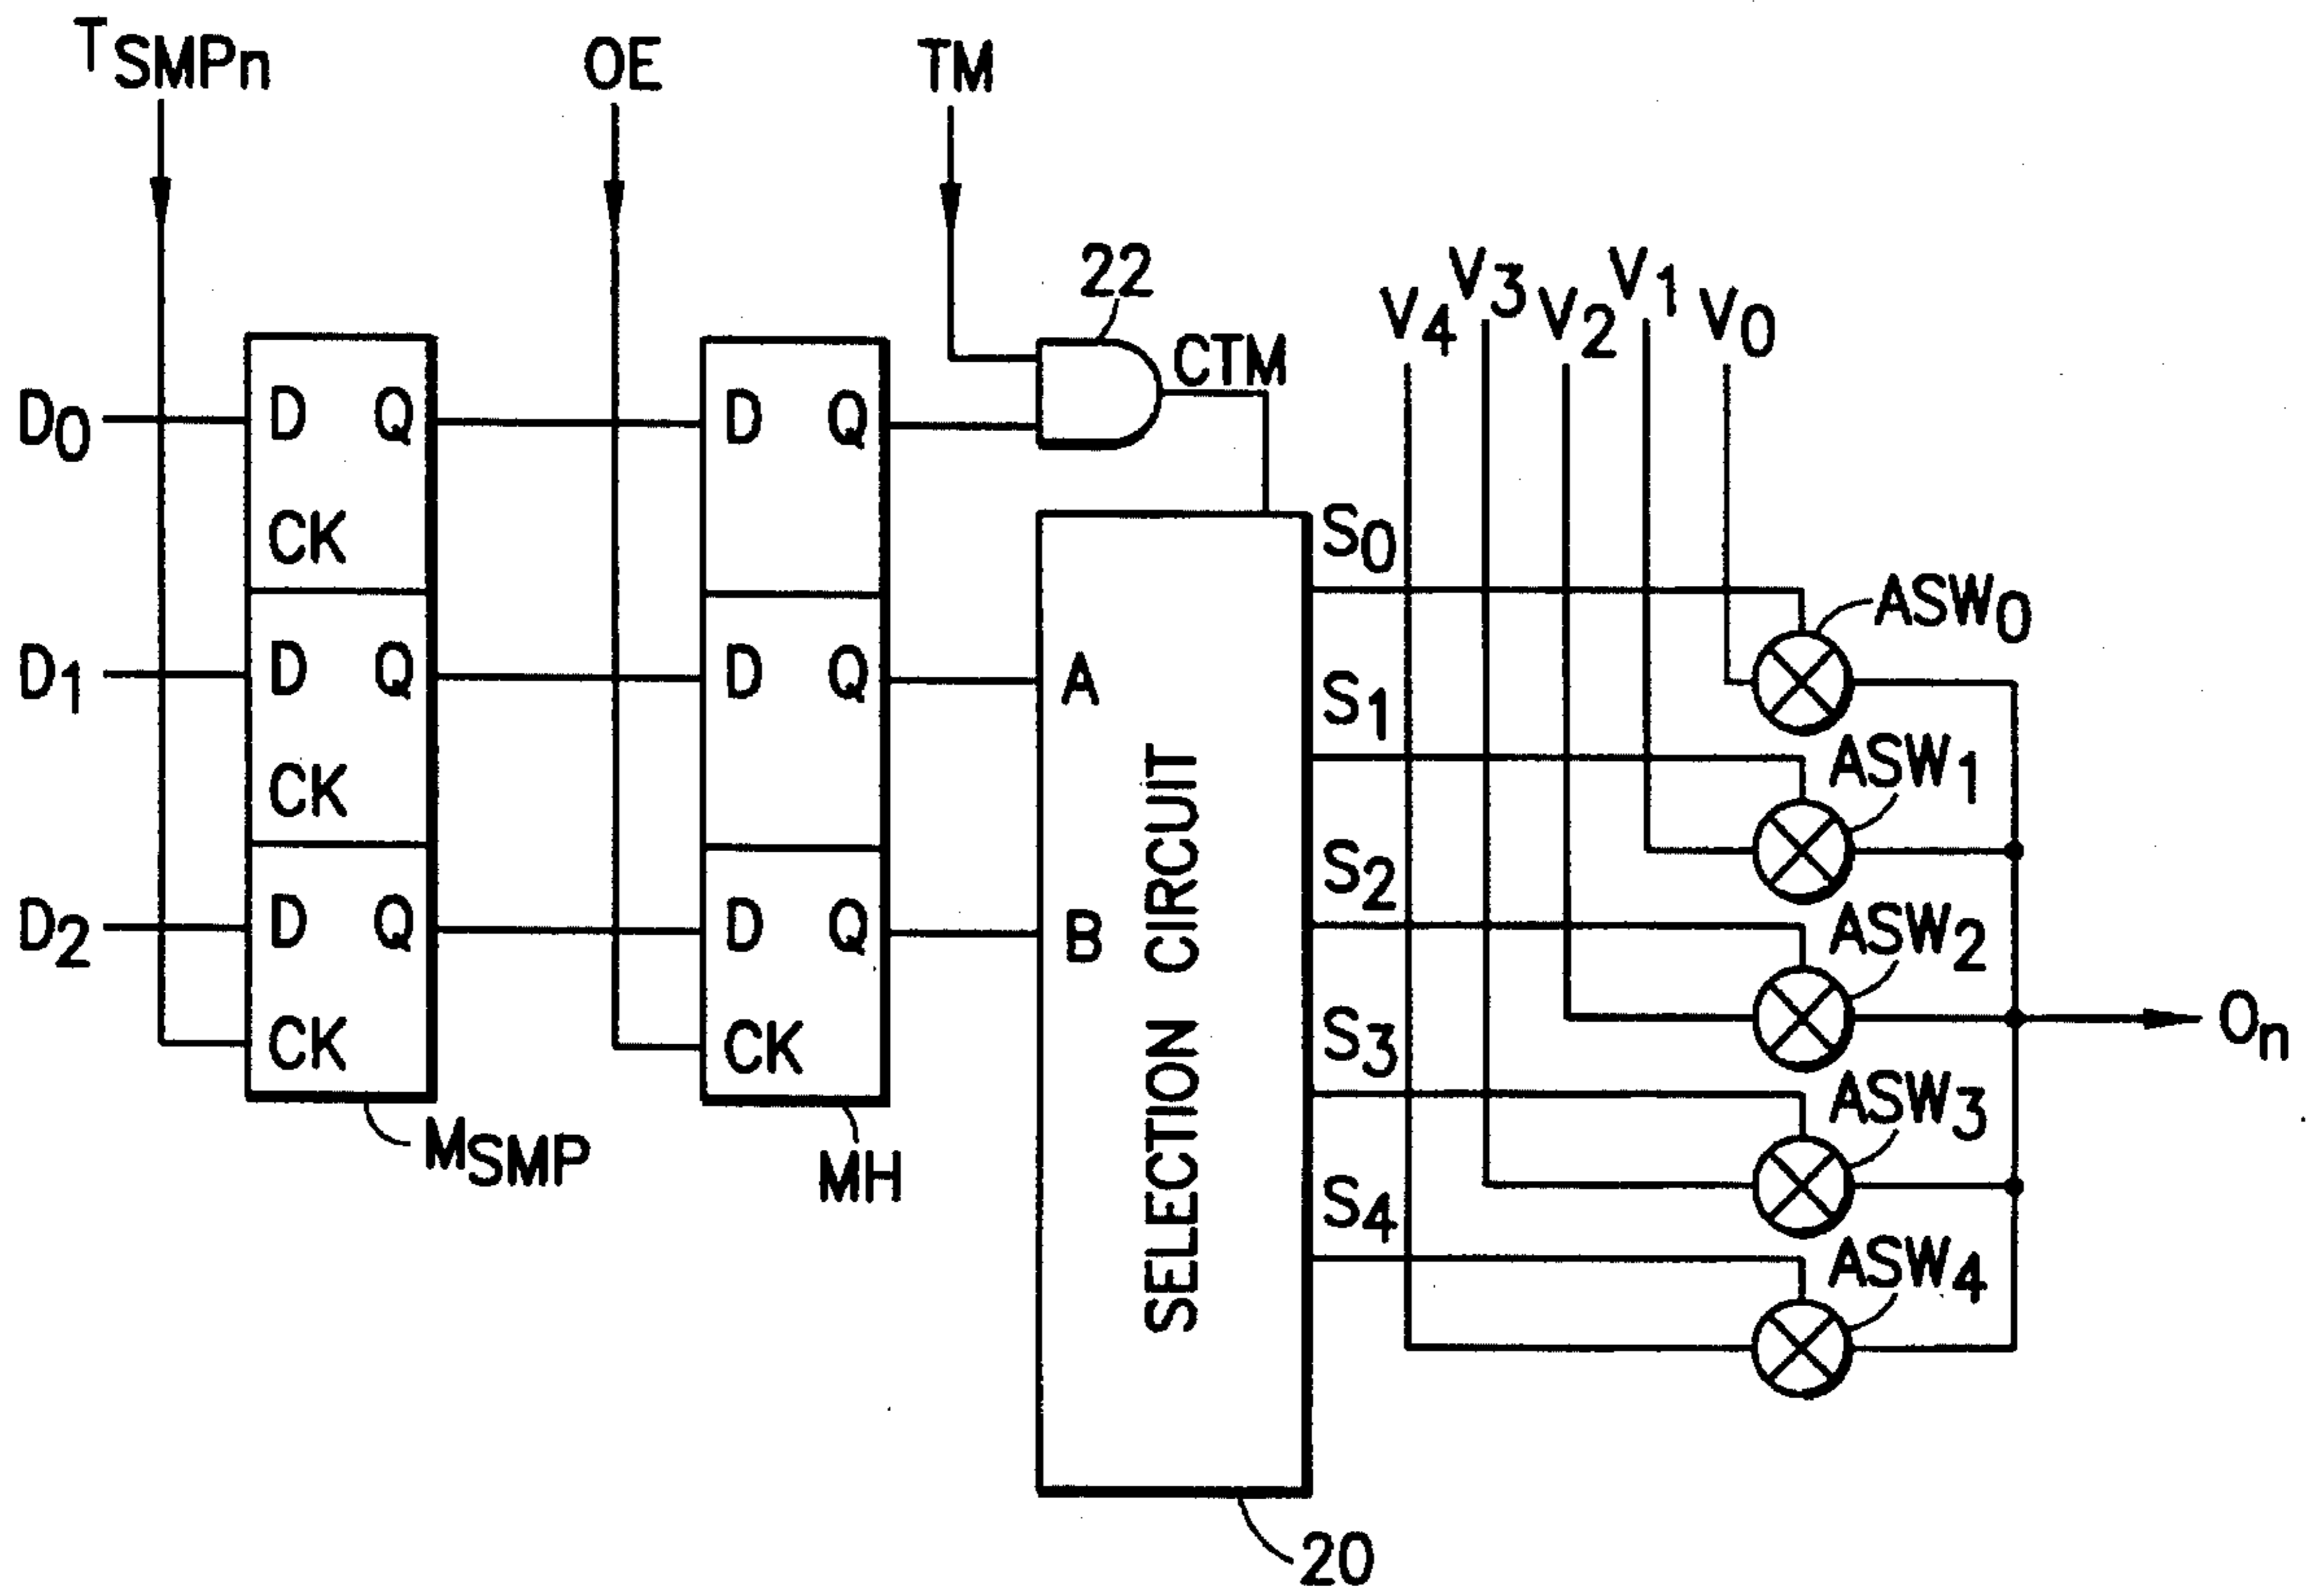 TSMPn
OE
TM
22
CTM
V4
V3
V2
V1
V0
D0
D Q
CK
D Q
D1
D Q
CK
D Q
D2
D Q
CK
D Q
CK
MSMP
MH
A
B
SELECTION CIRCUIT
20
S0
S1
S2
S3
S4
ASW0
ASW1
ASW2
ASW3
ASW4
On